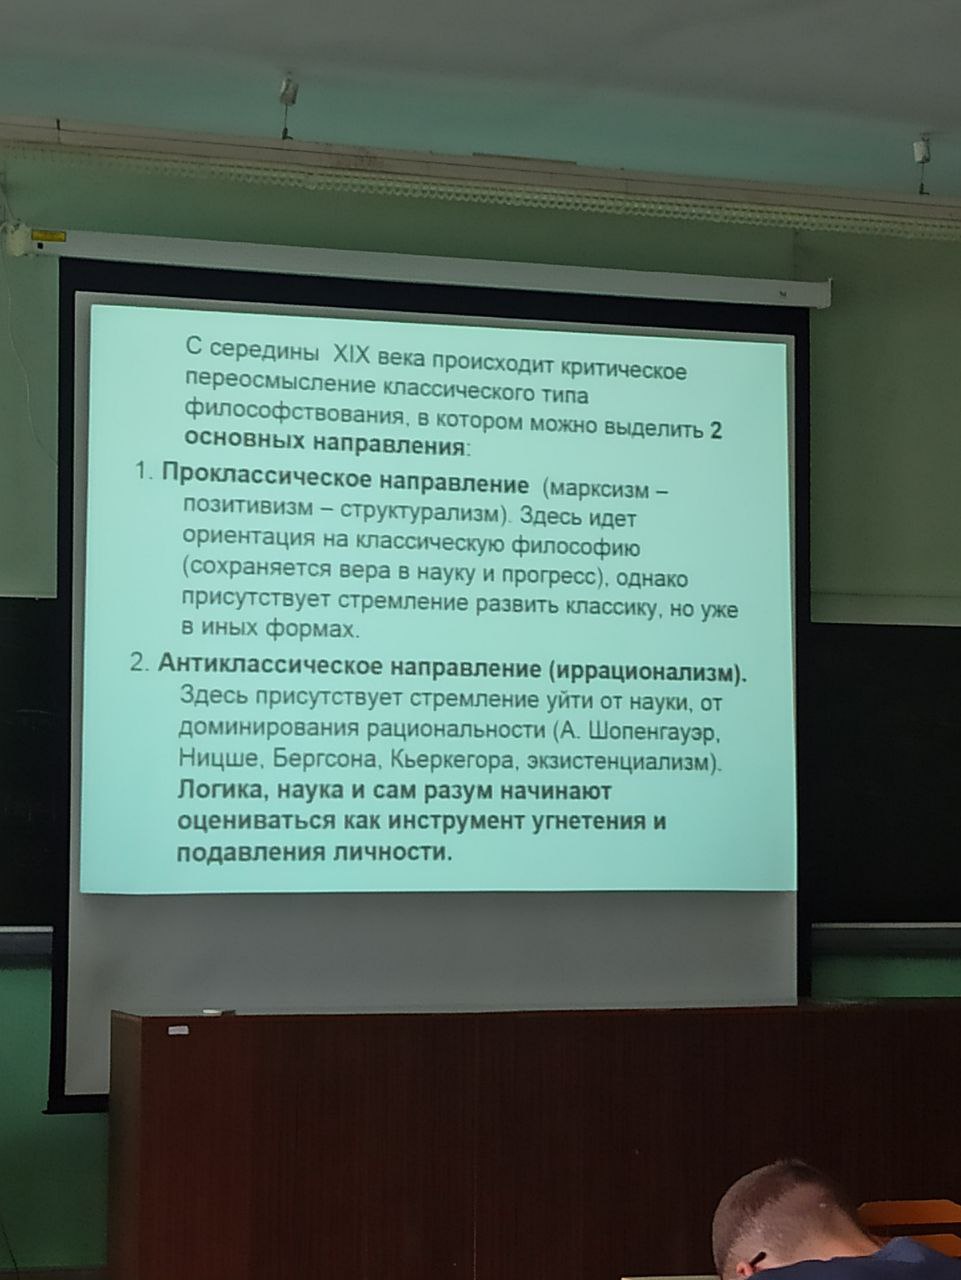 С середины XIX века происходит критическое
переосмысление классического типа
философствования, в котором можно выделить 2
основных направления:
1. Проклассическое направление (марксизм –
позитивизм – структурализм). Здесь идет
ориентация на классическую философию
(сохраняется вера в науку и прогресс), однако
присутствует стремление развить классику, но уже
в иных формах.
2. Антиклассическое направление (иррационализм).
Здесь присутствует стремление уйти от науки, от
доминирования рациональности (А. Шопенгауэр,
Ницше, Бергсона, Кьеркегора, экзистенциализм).
Логика, наука и сам разум начинают
оцениваться как инструмент угнетения и
подавления личности.